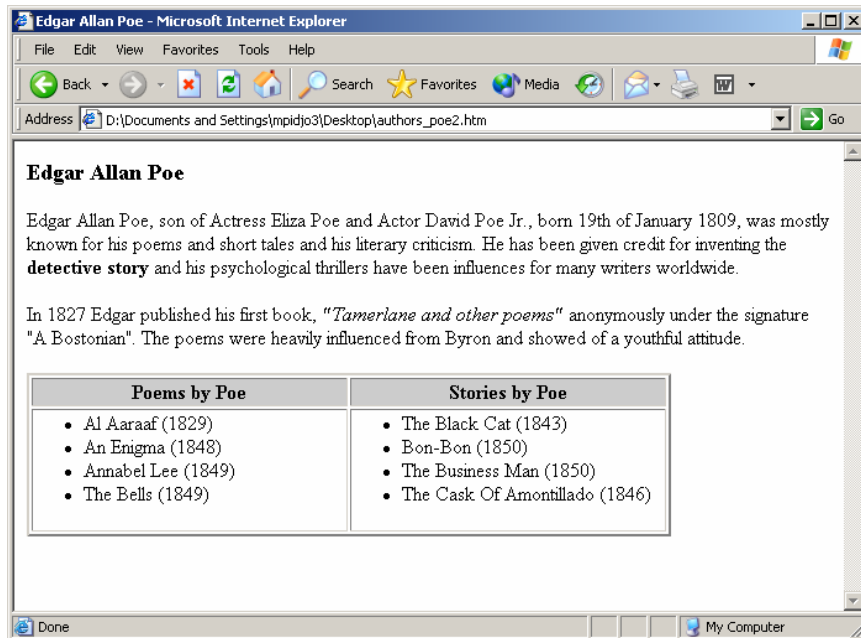 Edgar Allan Poe - Microsoft Internet Explorer
File Edit View Favorites Tools Help
Back Search Favorites Media W
Address D:\Documents and Settings\mpidjo3\Desktop\authors_poe2.htm Go
Edgar Allan Poe
Edgar Allan Poe, son of Actress Eliza Poe and Actor David Poe Jr., born 19th of January 1809, was mostly
known for his poems and short tales and his literary criticism. He has been given credit for inventing the
detective story and his psychological thrillers have been influences for many writers worldwide.
In 1827 Edgar published his first book, "Tamerlane and other poems" anonymously under the signature
"A Bostonian". The poems were heavily influenced from Byron and showed of a youthful attitude.
Poems by Poe Stories by Poe
• Al Aaraaf (1829) • The Black Cat (1843)
• An Enigma (1848) • Bon-Bon (1850)
• Annabel Lee (1849) • The Business Man (1850)
• The Bells (1849) • The Cask Of Amontillado (1846)
Done My Computer